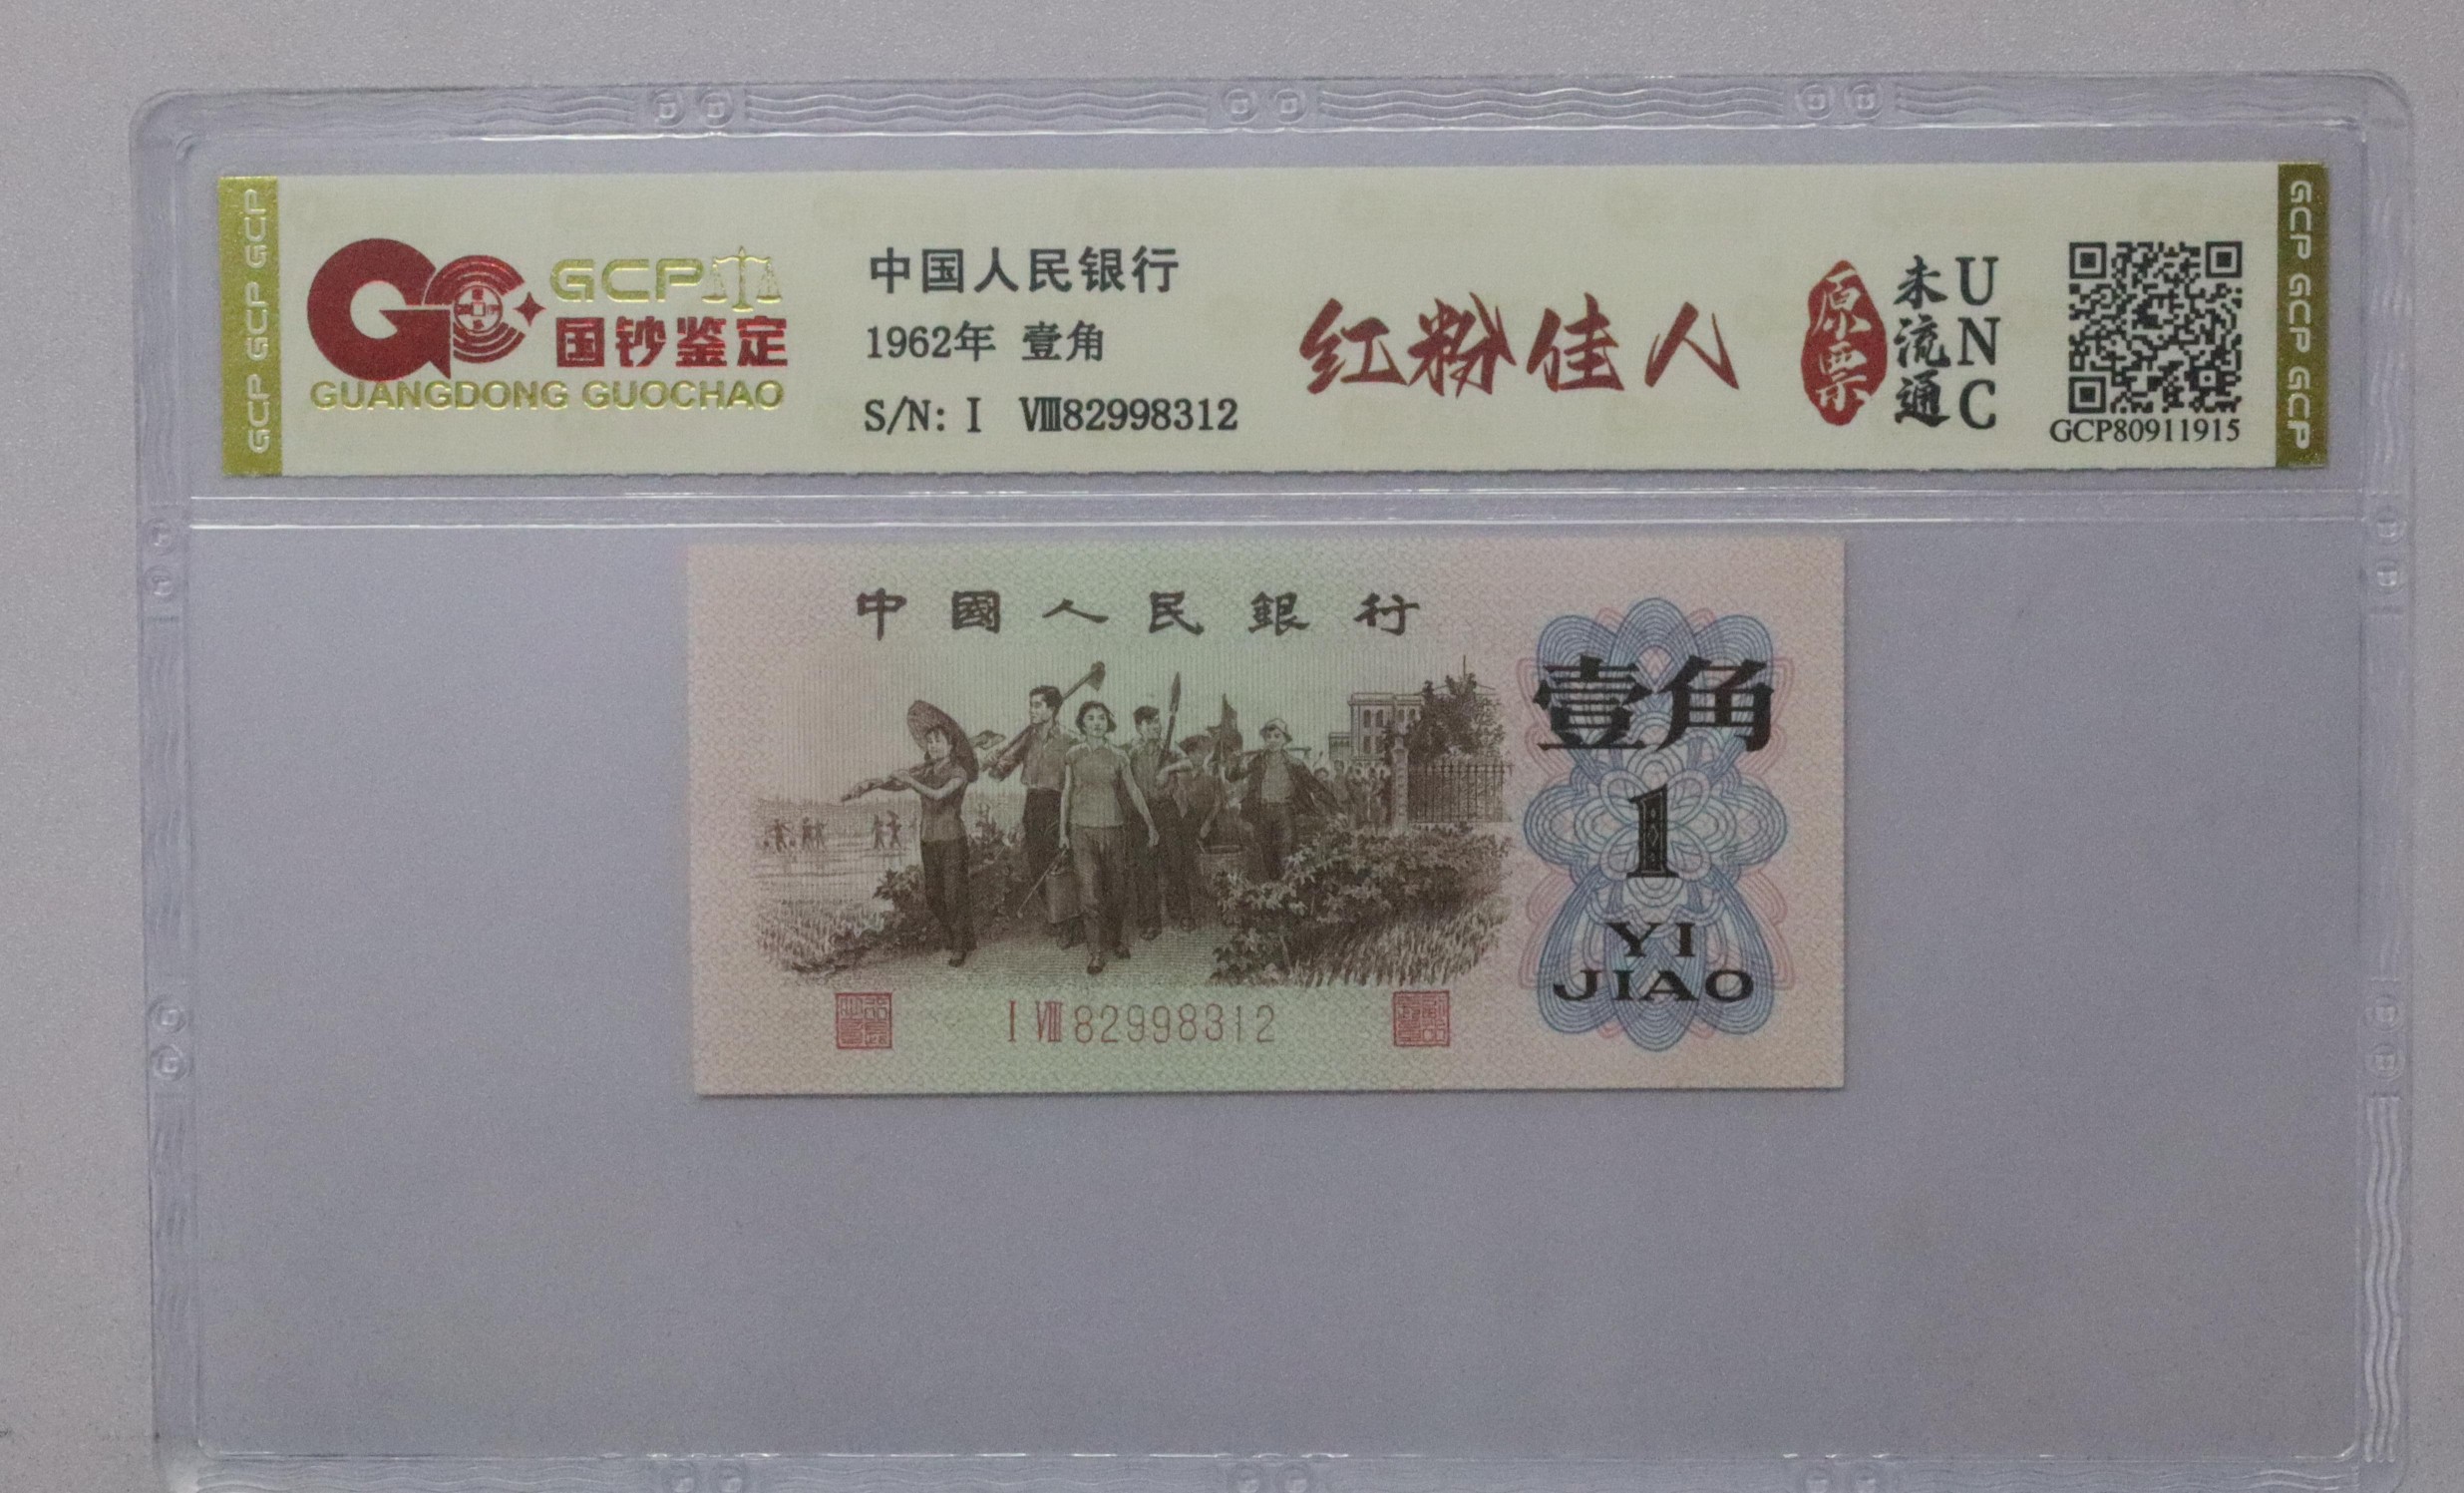 GCP GCP GCP
GCP
国钞鉴定
GUANGDONG GUOCHAO
中国人民银行
1962年 壹角
S/N: I VIII82998312
红粉佳人
原票
未流通
UNC
GCP80911915
GCP GCP GCP
中國人民銀行
壹角
1
YI
JIAO
I VIII 82998312